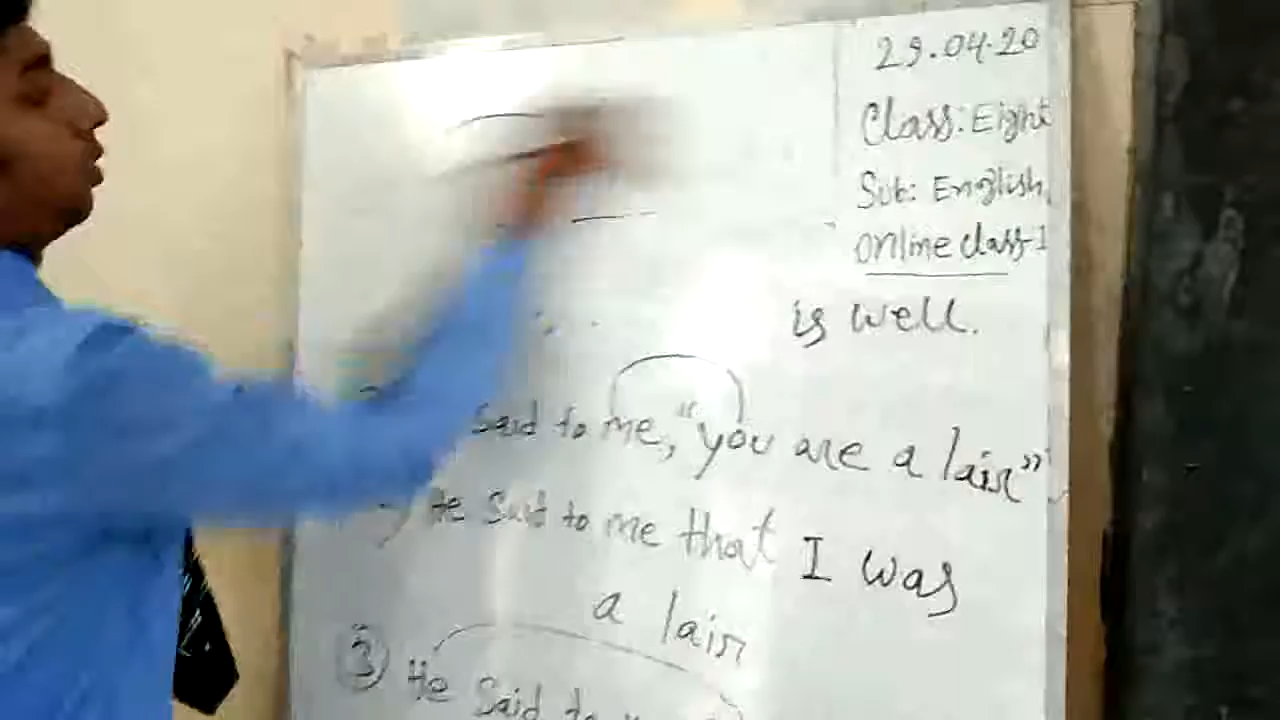 29.04.20
Class: Eight
Sub: English
Online class-1
is well.
said to me, "you are a lair"
He said to me that I was
a lair
③ He Said to